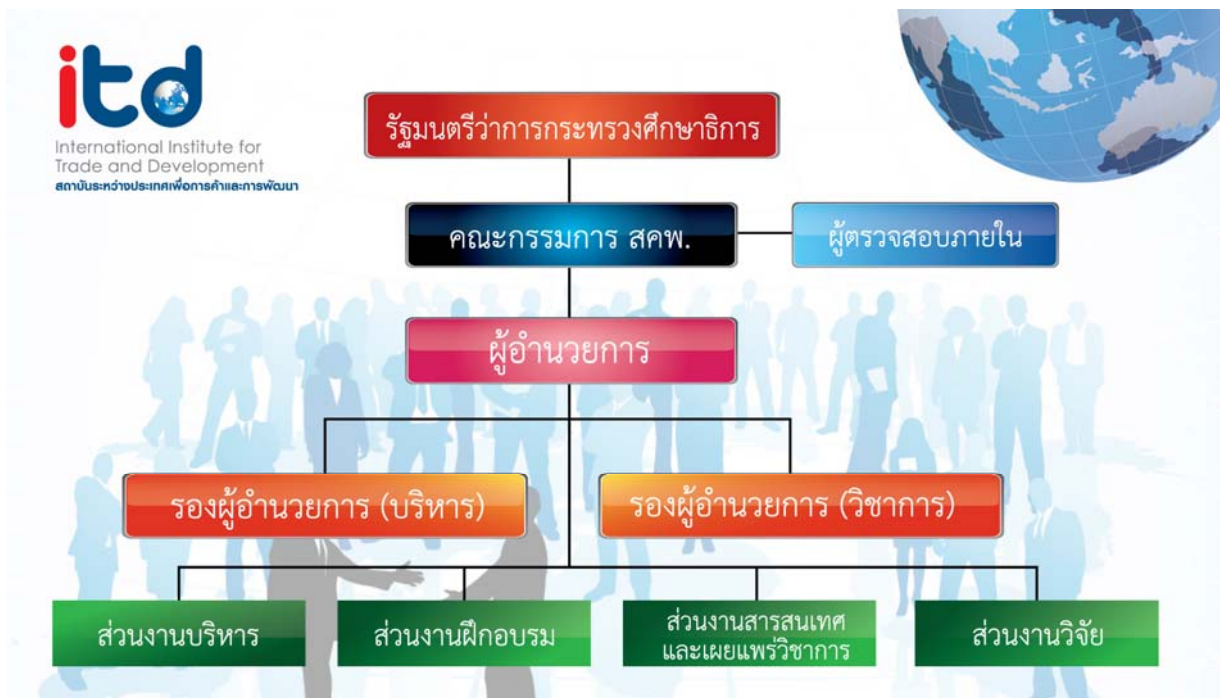 itd
International Institute for
Trade and Development
สถาบันระหว่างประเทศเพื่อการค้าและการพัฒนา
รัฐมนตรีว่าการกระทรวงศึกษาธิการ
คณะกรรมการ สคพ.
ผู้ตรวจสอบภายใน
ผู้อำนวยการ
รองผู้อำนวยการ (บริหาร)
รองผู้อำนวยการ (วิชาการ)
ส่วนงานบริหาร
ส่วนงานฝึกอบรม
ส่วนงานสารสนเทศ
และเผยแพร่วิชาการ
ส่วนงานวิจัย